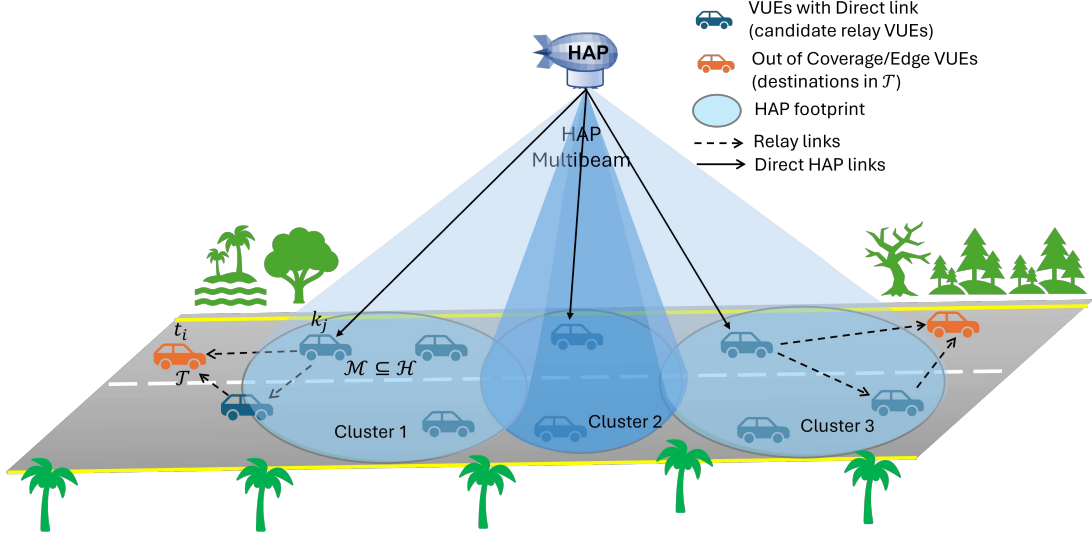 VUEs with Direct link
(candidate relay VUEs)
HAP
Out of Coverage/Edge VUEs
(destinations in 𝒯)
HAP footprint
HAP
Multibeam
Relay links
Direct HAP links
t_i
k_j
𝒯
ℳ ⊆ ℋ
Cluster 1
Cluster 2
Cluster 3